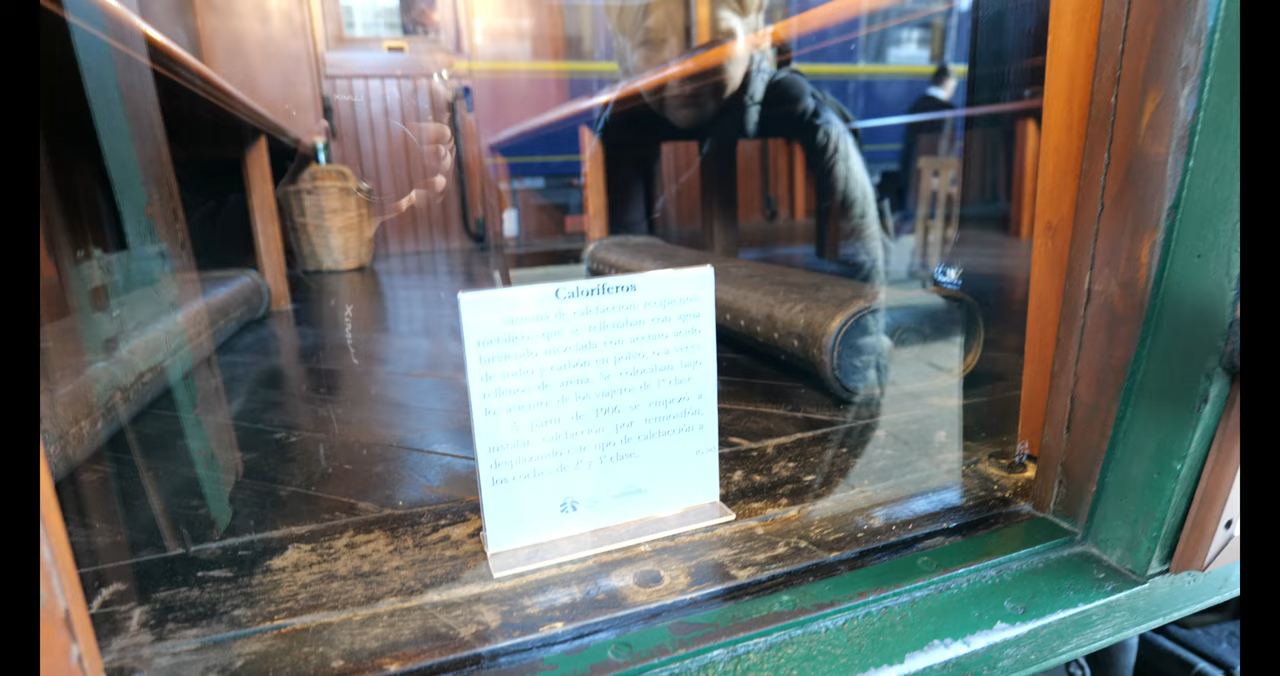 Caloríferos
Sistema de calefacción: recipientes
metálicos que se rellenaban con agua
hirviendo mezclada con acetato ácido
de sodio y carbón en polvo, o a veces,
rellenos de arena. Se colocaban bajo
los asientos de los viajeros de 1ª clase.
A partir de 1906 se empezó a
instalar calefacción por termosifón,
desplazando este tipo de calefacción a
los coches de 2ª y 3ª clase.